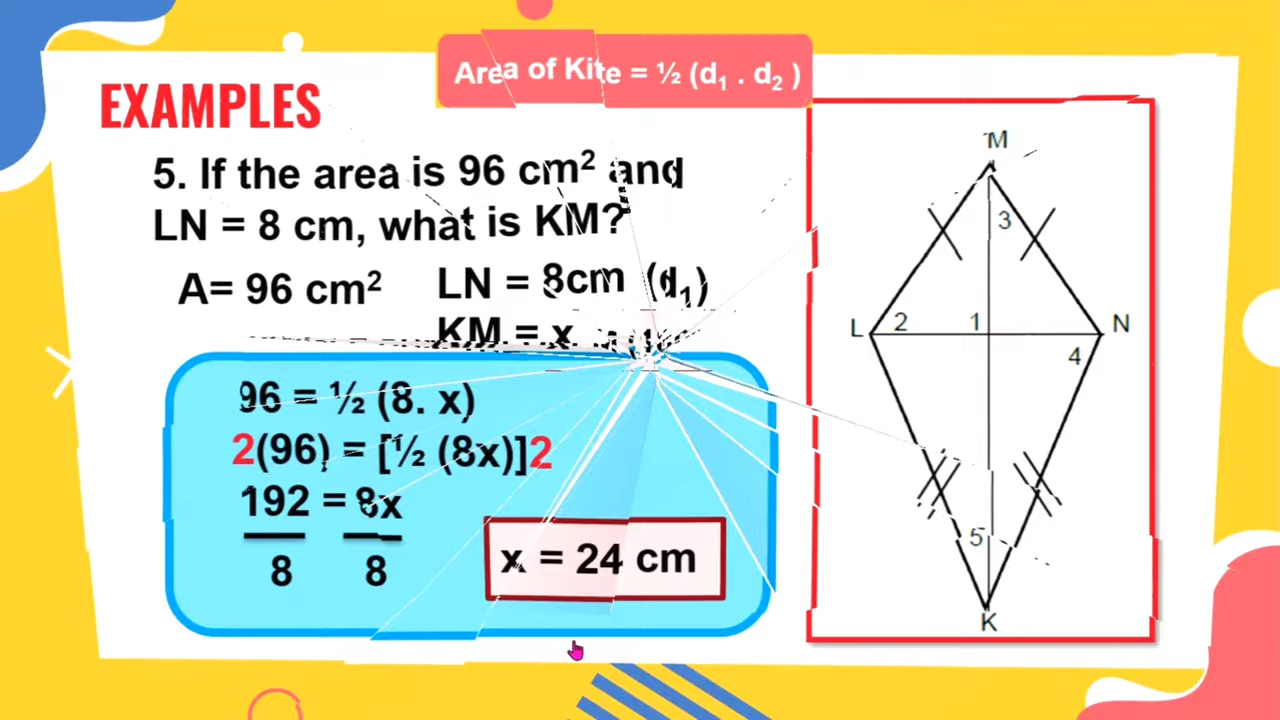 Area of Kite = ½ (d₁ . d₂ )
EXAMPLES
5. If the area is 96 cm² and
LN = 8 cm, what is KM?
A= 96 cm²
LN = 8cm (d₁)
KM = x
96 = ½ (8. x)
2(96) = [½ (8x)]2
192 = 8x
8 8
x = 24 cm
M
3
L 2 1 N
4
5
K